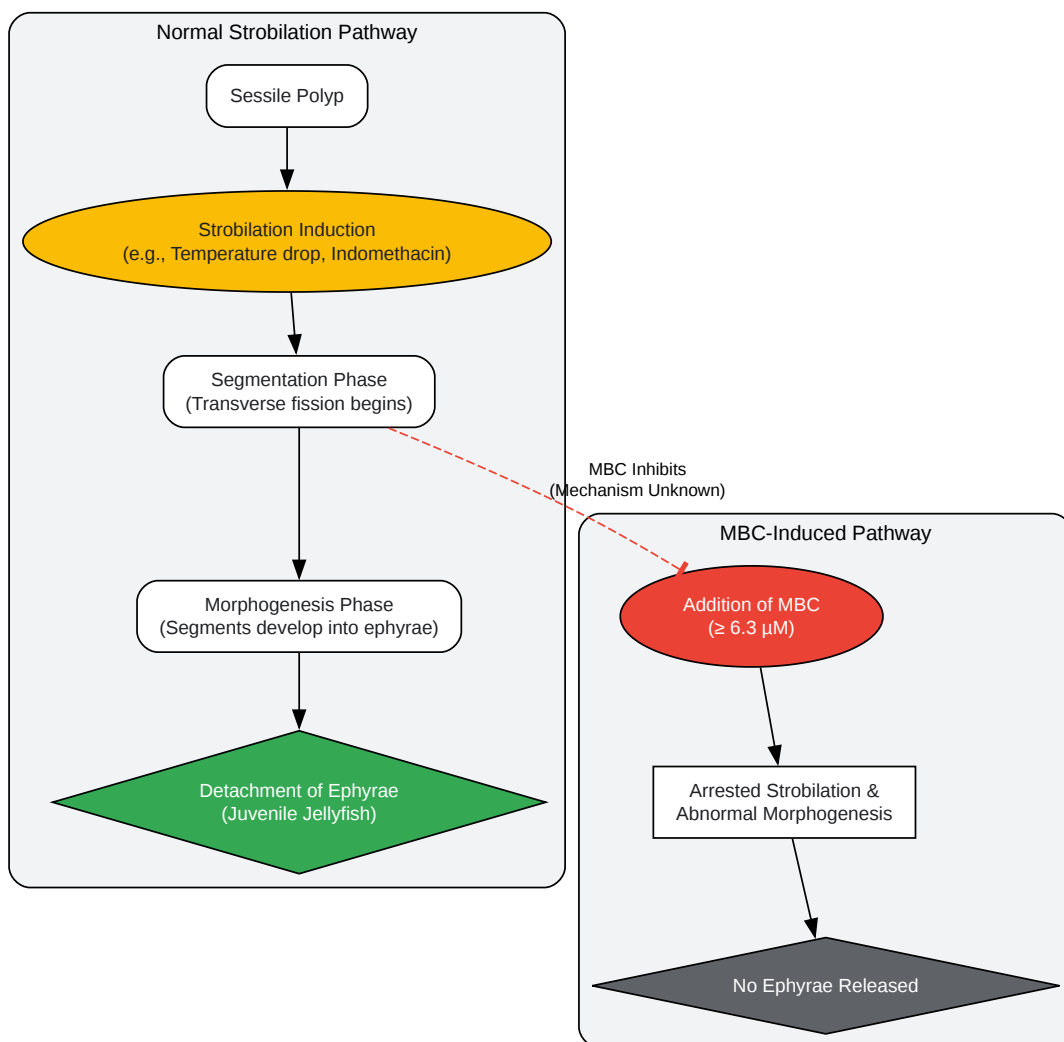 Normal Strobilation Pathway
Sessile Polyp
Strobilation Induction
(e.g., Temperature drop, Indomethacin)
Segmentation Phase
(Transverse fission begins)
MBC Inhibits
(Mechanism Unknown)
Morphogenesis Phase
(Segments develop into ephyrae)
Detachment of Ephyrae
(Juvenile Jellyfish)
MBC-Induced Pathway
Addition of MBC
(≥ 6.3 µM)
Arrested Strobilation &
Abnormal Morphogenesis
No Ephyrae Released